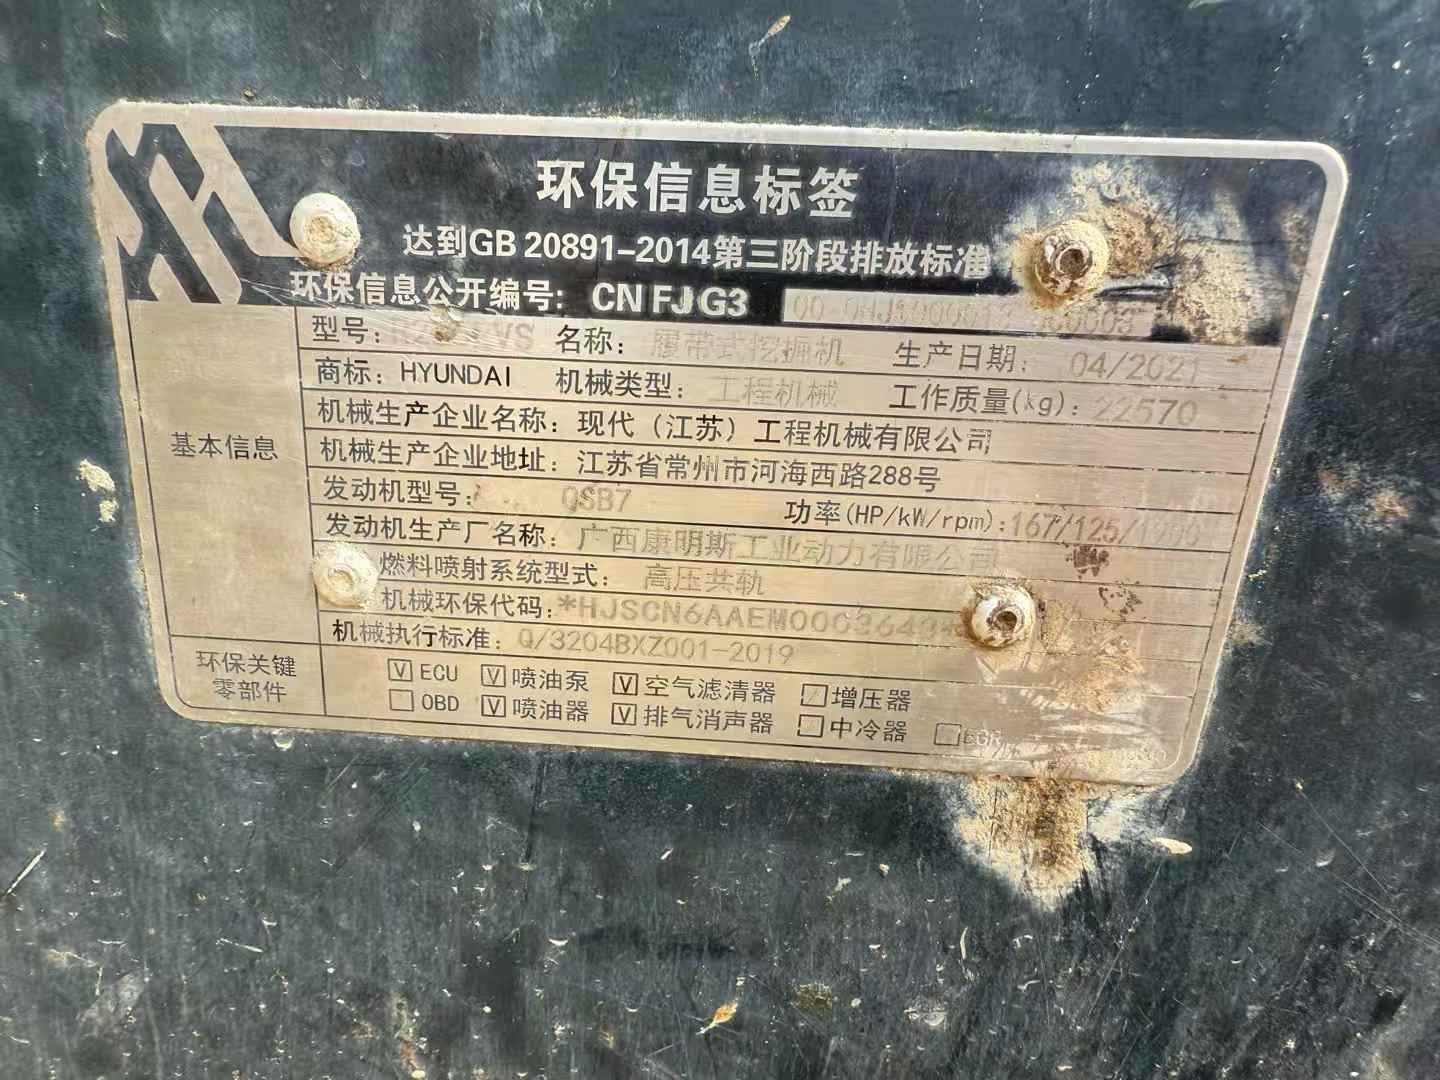 环保信息标签
达到GB 20891-2014第三阶段排放标准
环保信息公开编号: CN FJ G3
型号: 名称: 履带式挖掘机 生产日期: 04/2021
商标: HYUNDAI 机械类型: 工程机械 工作质量(kg): 22570
机械生产企业名称: 现代（江苏）工程机械有限公司
基本信息
机械生产企业地址: 江苏省常州市河海西路288号
发动机型号: QSB7 功率(HP/kW/rpm): 167/125/
发动机生产厂名称: 广西康明斯工业动力有限公司
燃料喷射系统型式: 高压共轨
机械环保代码:
机械执行标准: Q/3204BXZ001-2019
环保关键零部件
V ECU V 喷油泵 V 空气滤清器 增压器
OBD V 喷油器 V 排气消声器 中冷器 EGR